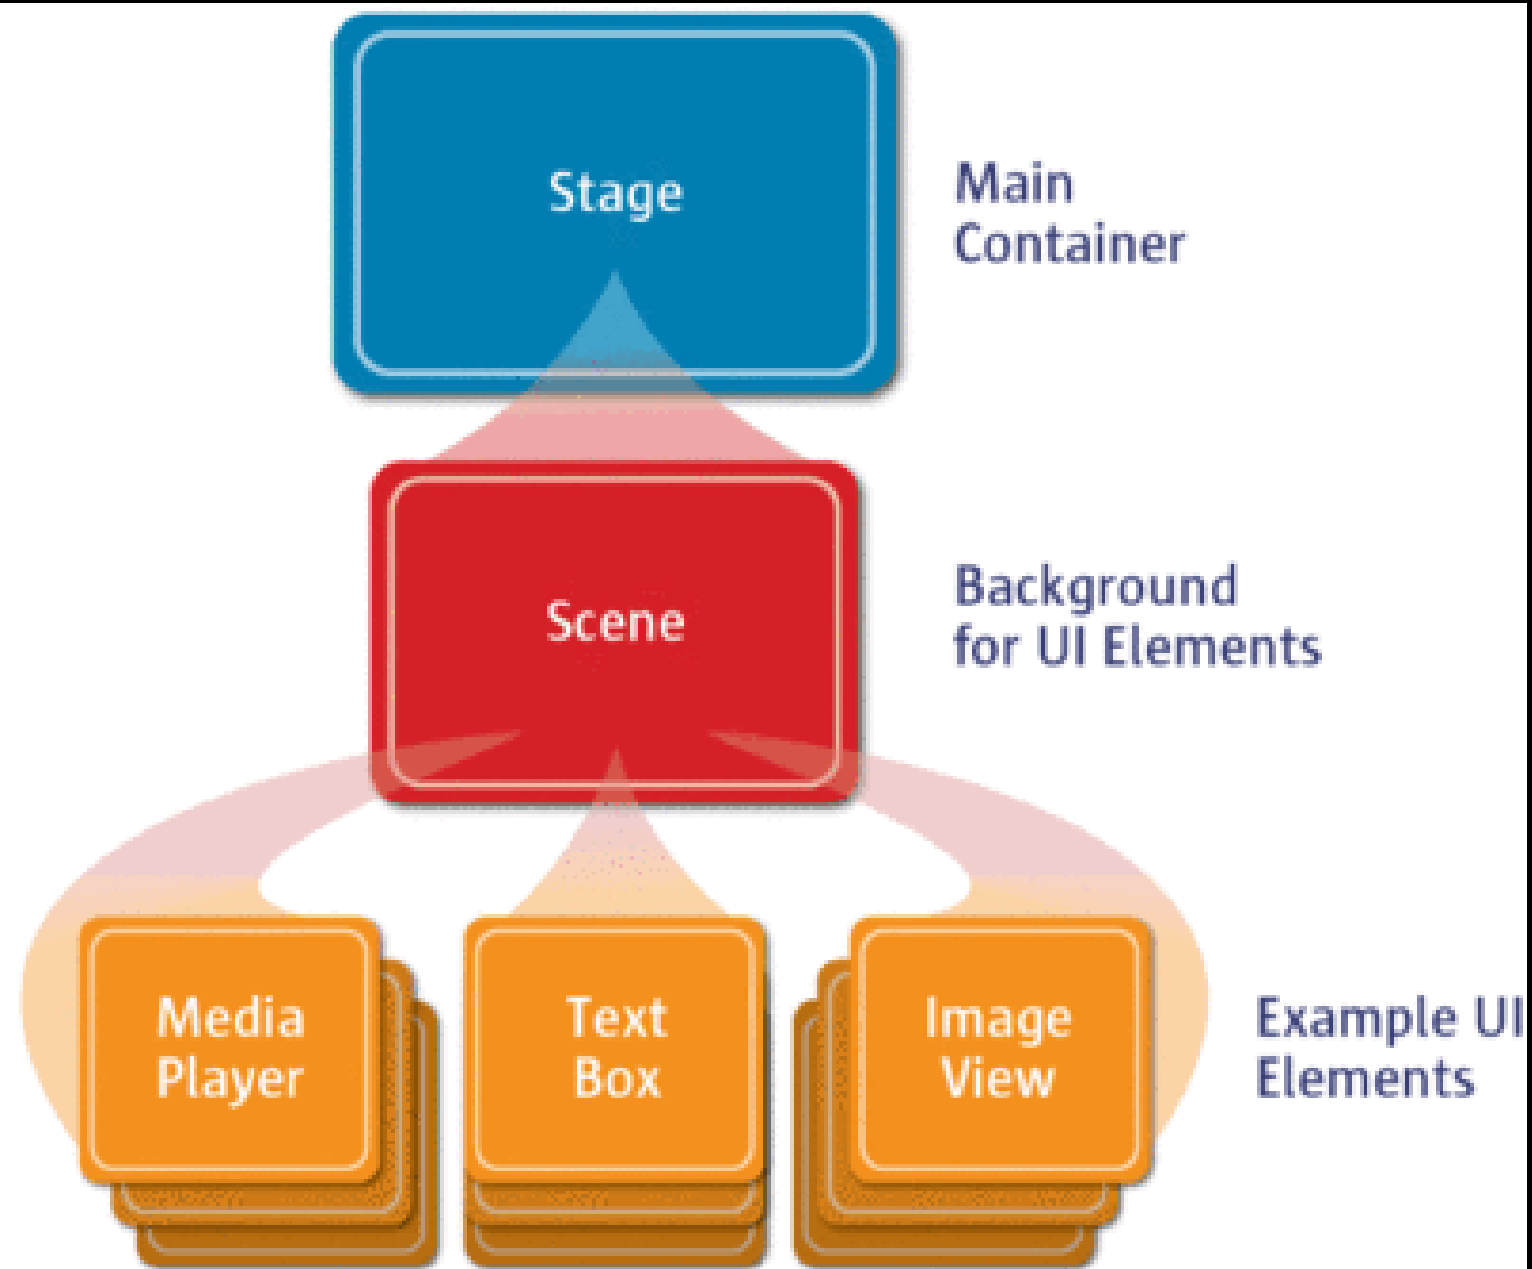 Stage
Main
Container
Scene
Background
for UI Elements
Media
Player
Text
Box
Image
View
Example UI
Elements